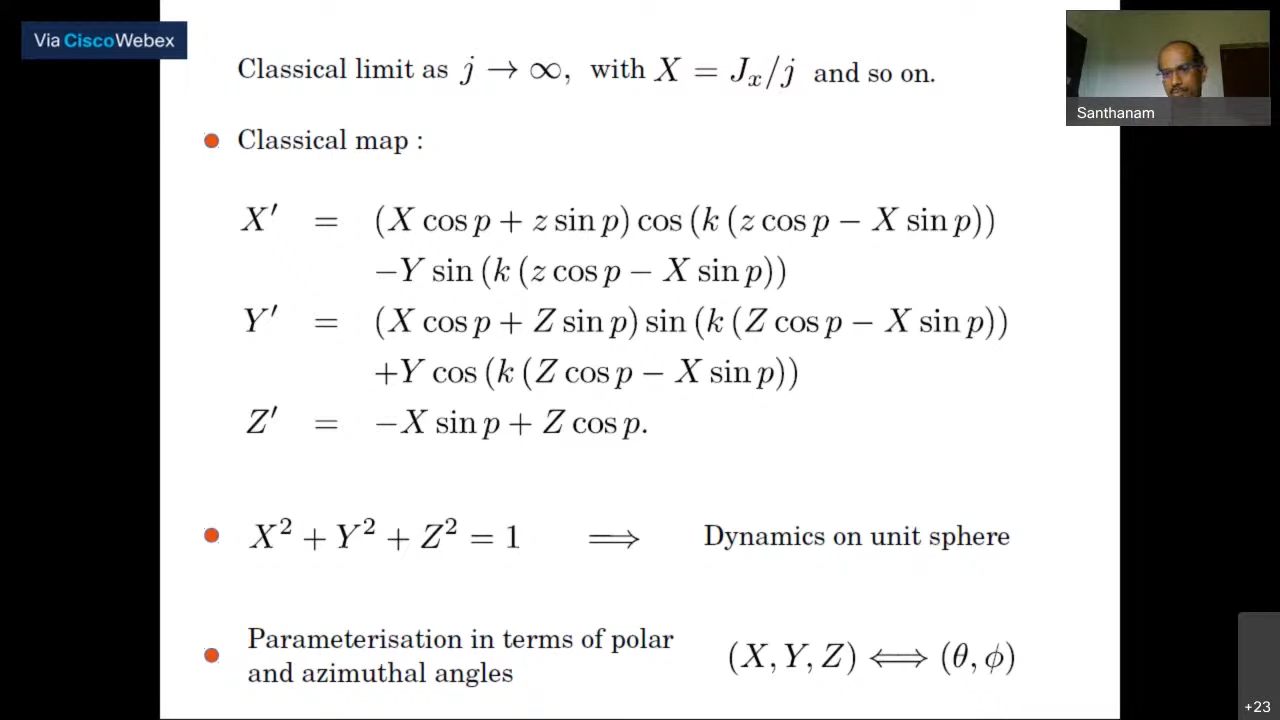 Via Cisco Webex
Classical limit as j → ∞, with X = J_x/j and so on.
Santhanam
Classical map :
X′ = (X cos p + z sin p) cos (k (z cos p − X sin p))
−Y sin (k (z cos p − X sin p))
Y′ = (X cos p + Z sin p) sin (k (Z cos p − X sin p))
+Y cos (k (Z cos p − X sin p))
Z′ = −X sin p + Z cos p.
X² + Y² + Z² = 1 ⟹ Dynamics on unit sphere
Parameterisation in terms of polar
and azimuthal angles
(X, Y, Z) ⟺ (θ, ϕ)
+23